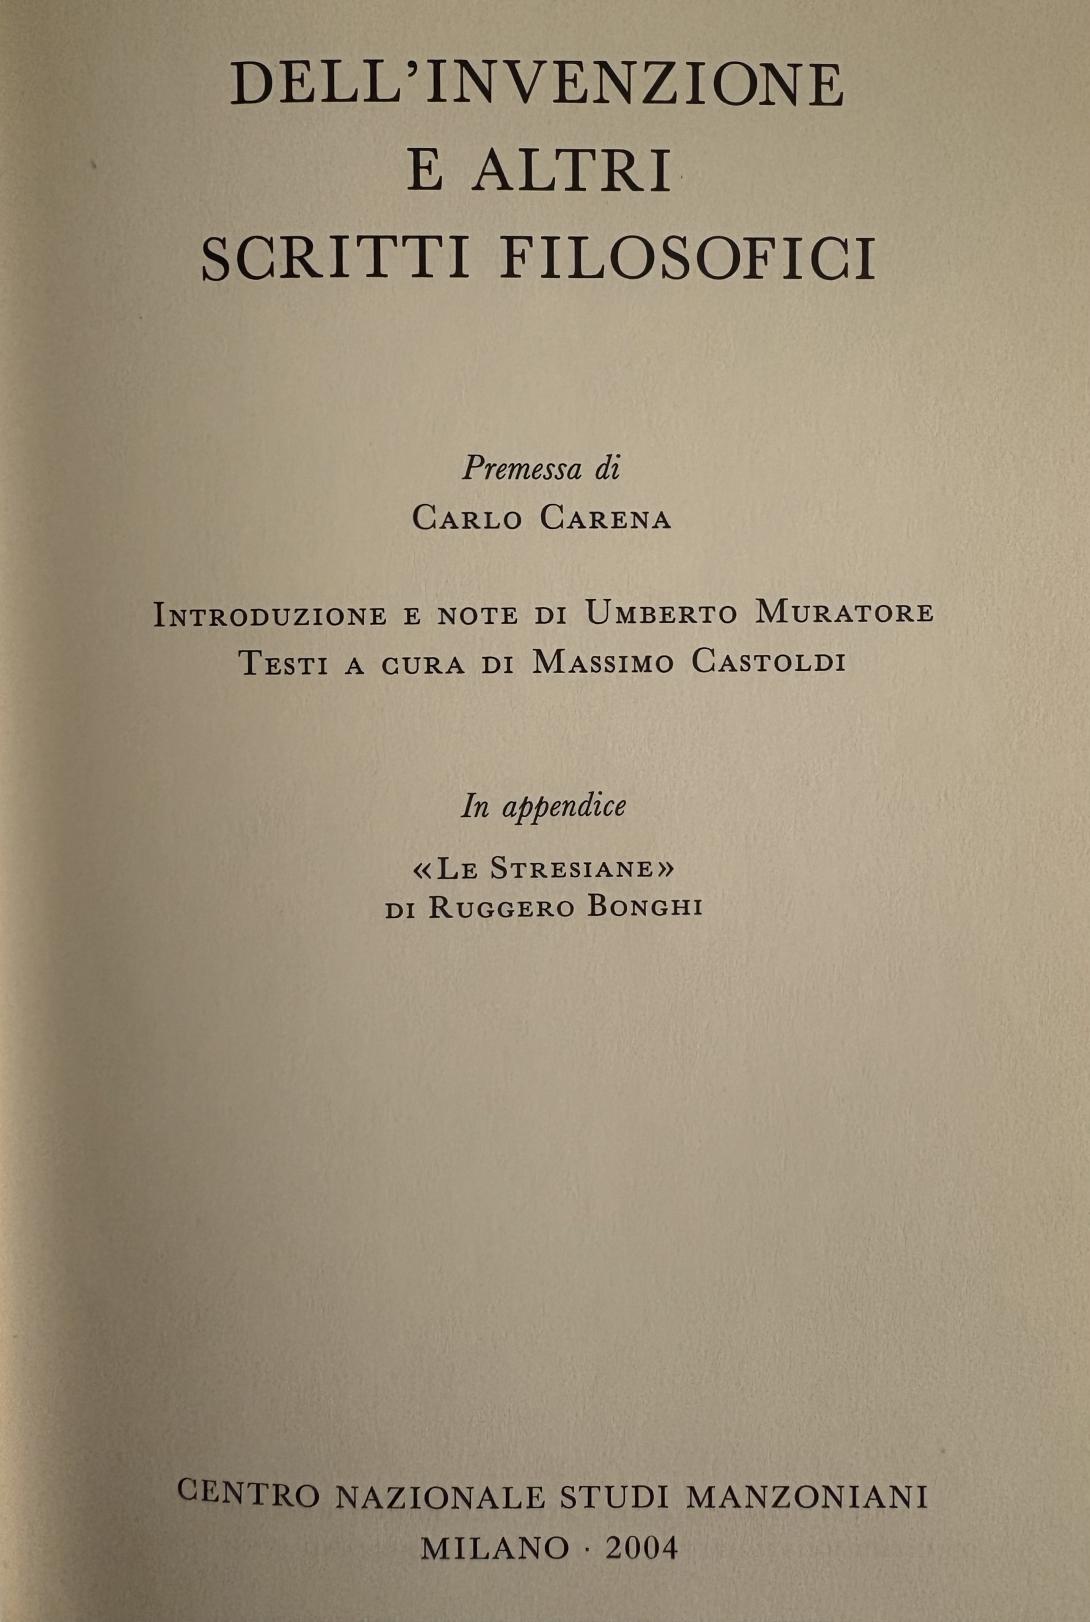 DELL’INVENZIONE
E ALTRI
SCRITTI FILOSOFICI
Premessa di
CARLO CARENA
INTRODUZIONE E NOTE DI UMBERTO MURATORE
TESTI A CURA DI MASSIMO CASTOLDI
In appendice
«LE STRESIANE»
DI RUGGERO BONGHI
CENTRO NAZIONALE STUDI MANZONIANI
MILANO · 2004